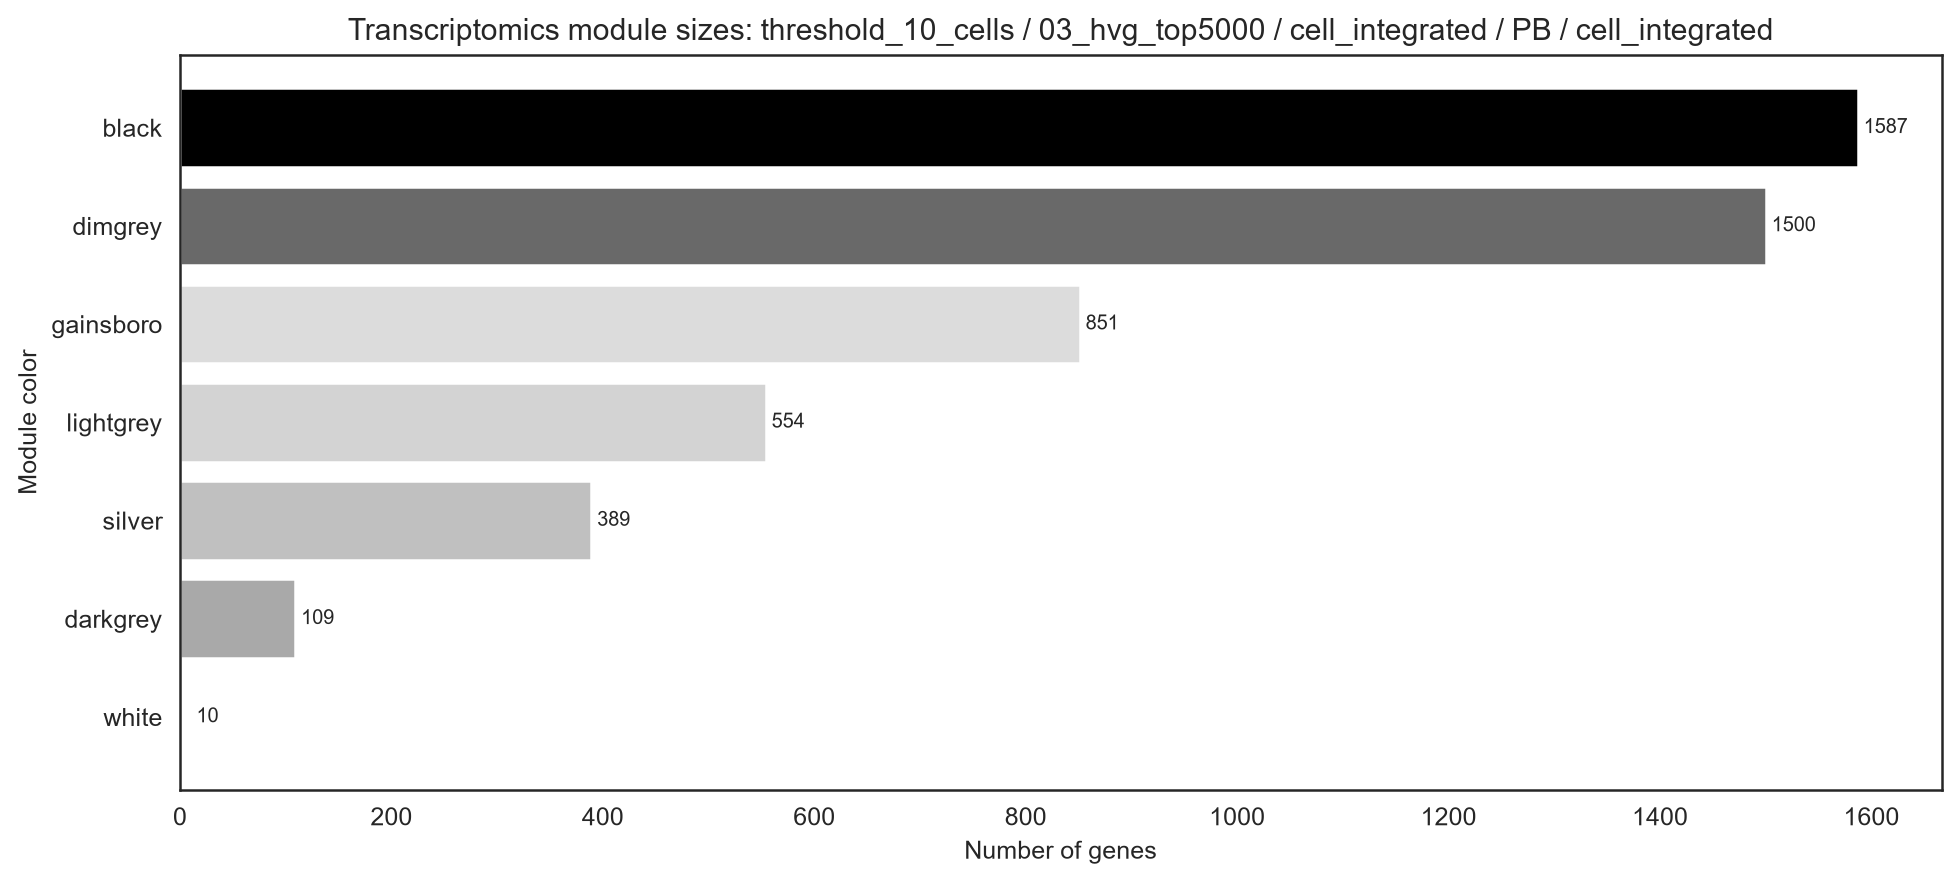 Transcriptomics module sizes: threshold_10_cells / 03_hvg_top5000 / cell_integrated / PB / cell_integrated
Module color
black
1587
dimgrey
1500
gainsboro
851
lightgrey
554
silver
389
darkgrey
109
white
10
0 200 400 600 800 1000 1200 1400 1600
Number of genes